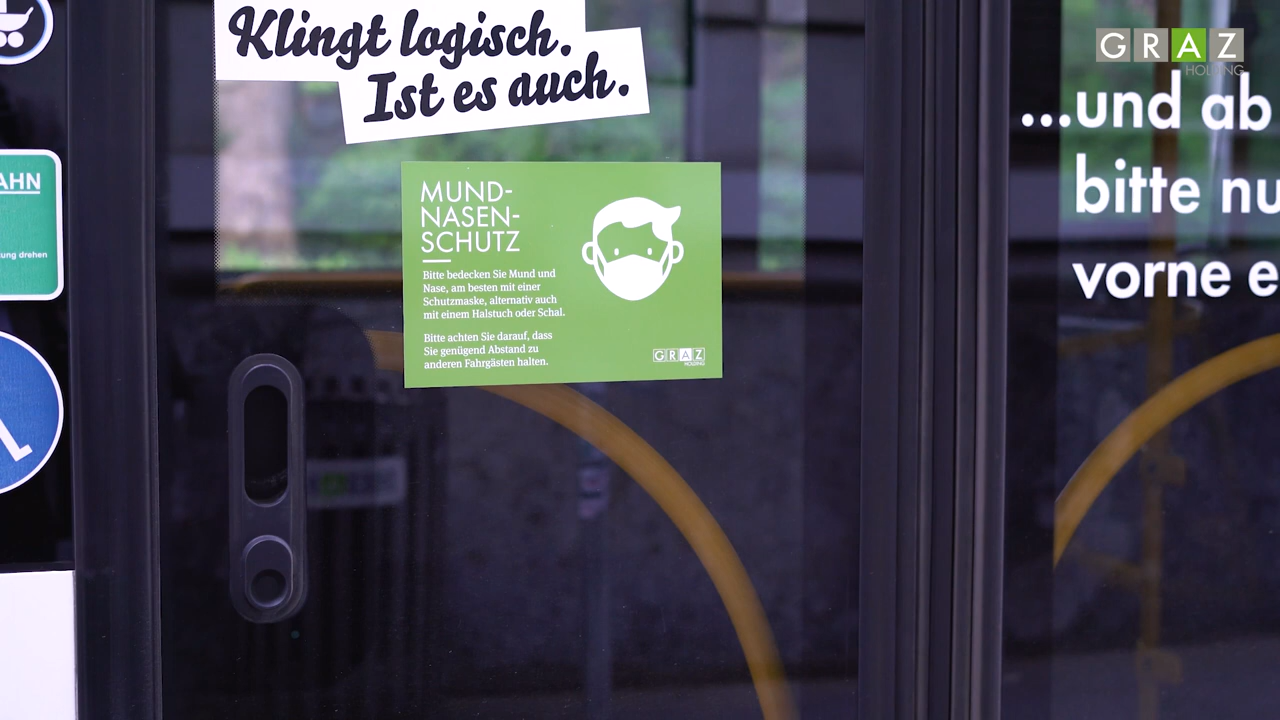 Klingt logisch.
Ist es auch.
GRAZ
HOLDING
...und ab
bitte
vorne
AHN
drehen
MUND-
NASEN-
SCHUTZ
Bitte bedecken Sie Mund und
Nase, am besten mit einer
Schutzmaske, alternativ auch
mit einem Halstuch oder Schal.
Bitte achten Sie darauf, dass
Sie genügend Abstand zu
anderen Fahrgästen halten.
GRAZ
HOLDING